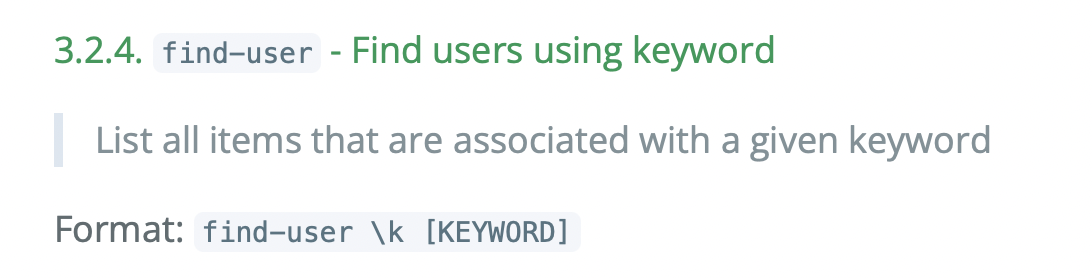 3.2.4. find-user - Find users using keyword
List all items that are associated with a given keyword
Format: find-user \k [KEYWORD]